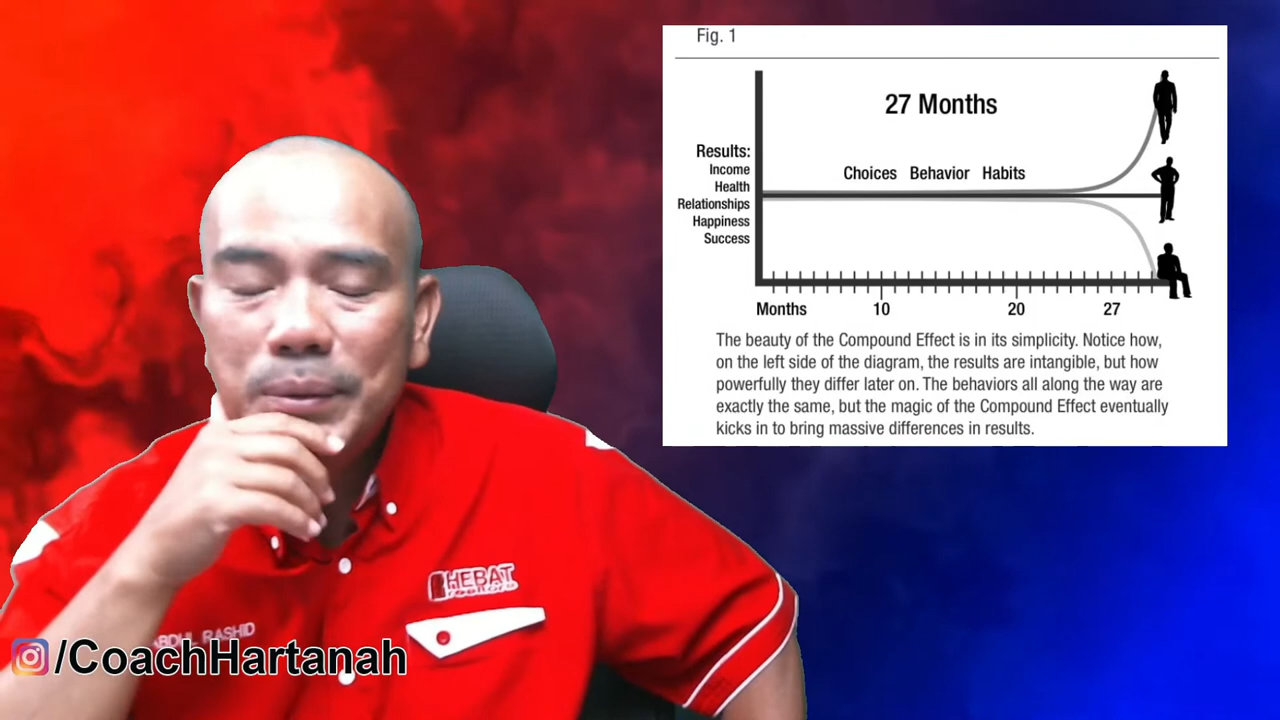 Fig. 1
27 Months
Results:
Income
Health
Relationships
Happiness
Success
Choices Behavior Habits
Months 10 20 27
The beauty of the Compound Effect is in its simplicity. Notice how,
on the left side of the diagram, the results are intangible, but how
powerfully they differ later on. The behaviors all along the way are
exactly the same, but the magic of the Compound Effect eventually
kicks in to bring massive differences in results.
HEBAT
realtors
ABDUL RASHID
/CoachHartanah